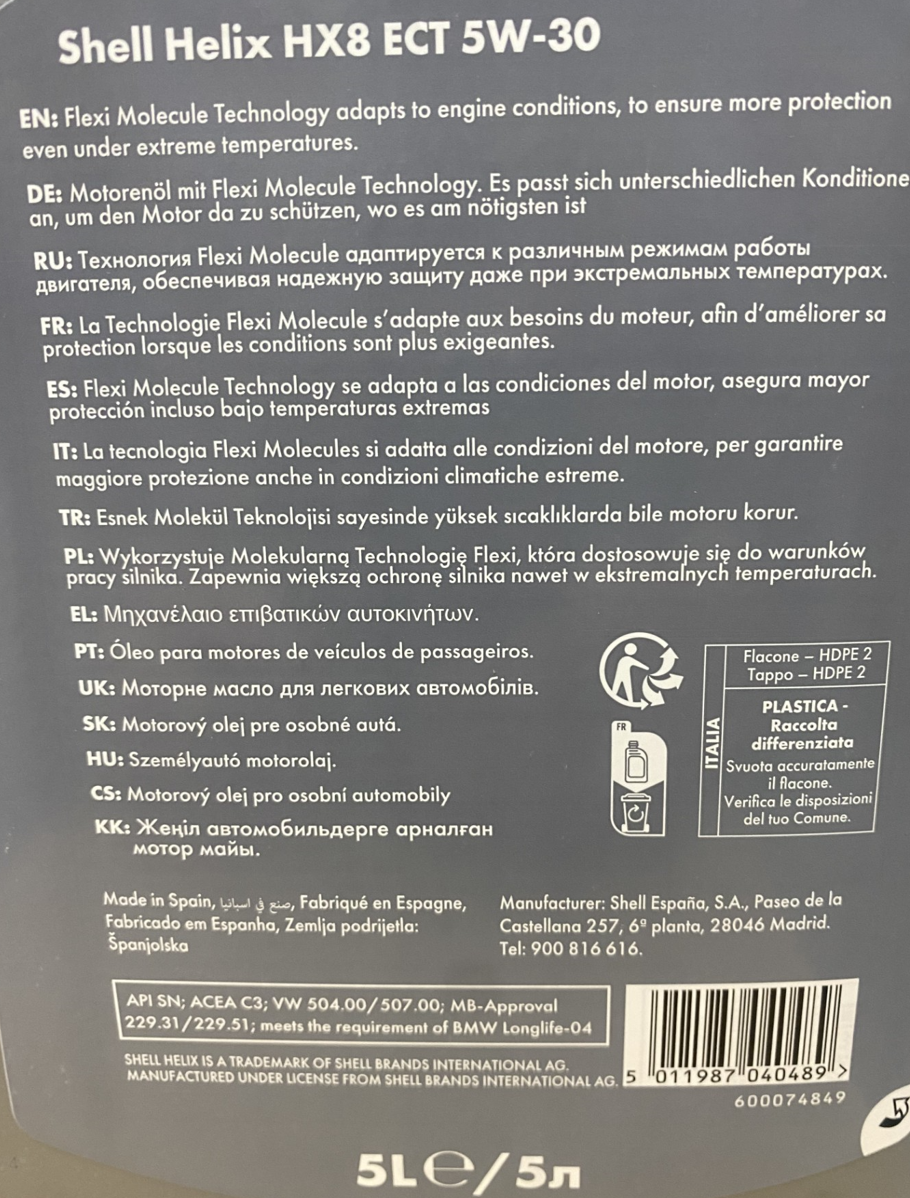 Shell Helix HX8 ECT 5W-30
EN: Flexi Molecule Technology adapts to engine conditions, to ensure more protection
even under extreme temperatures.
DE: Motorenöl mit Flexi Molecule Technology. Es passt sich unterschiedlichen Konditione
an, um den Motor da zu schützen, wo es am nötigsten ist
RU: Технология Flexi Molecule адаптируется к различным режимам работы
двигателя, обеспечивая надежную защиту даже при экстремальных температурах.
FR: La Technologie Flexi Molecule s’adapte aux besoins du moteur, afin d’améliorer sa
protection lorsque les conditions sont plus exigeantes.
ES: Flexi Molecule Technology se adapta a las condiciones del motor, asegura mayor
protección incluso bajo temperaturas extremas
IT: La tecnologia Flexi Molecules si adatta alle condizioni del motore, per garantire
maggiore protezione anche in condizioni climatiche estreme.
TR: Esnek Molekül Teknolojisi sayesinde yüksek sıcaklıklarda bile motoru korur.
PL: Wykorzystuje Molekularną Technologię Flexi, która dostosowuje się do warunków
pracy silnika. Zapewnia większą ochronę silnika nawet w ekstremalnych temperaturach.
EL: Μηχανέλαιο επιβατικών αυτοκινήτων.
PT: Óleo para motores de veículos de passageiros.
UK: Моторне масло для легкових автомобілів.
SK: Motorový olej pre osobné autá.
HU: Személyautó motorolaj.
CS: Motorový olej pro osobní automobily
KK: Жеңіл автомобильдерге арналған
мотор майы.
FR
ITALIA
Flacone – HDPE 2
Tappo – HDPE 2
PLASTICA -
Raccolta
differenziata
Svuota accuratamente
il flacone.
Verifica le disposizioni
del tuo Comune.
Made in Spain, صنع في اسبانيا, Fabriqué en Espagne,
Fabricado em Espanha, Zemlja podrijetla:
Španjolska
Manufacturer: Shell España, S.A., Paseo de la
Castellana 257, 6ª planta, 28046 Madrid.
Tel: 900 816 616.
API SN; ACEA C3; VW 504.00/507.00; MB-Approval
229.31/229.51; meets the requirement of BMW Longlife-04
SHELL HELIX IS A TRADEMARK OF SHELL BRANDS INTERNATIONAL AG.
MANUFACTURED UNDER LICENSE FROM SHELL BRANDS INTERNATIONAL AG.
5 011987 040489 >
600074849
5L℮/5л